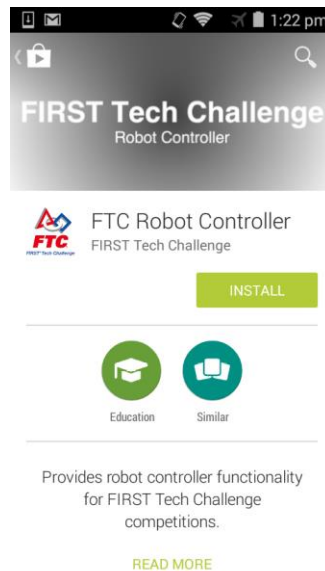 1:22 pm
FIRST Tech Challenge
Robot Controller
FTC Robot Controller
FTC
FIRST Tech Challenge
INSTALL
Education
Similar
Provides robot controller functionality
for FIRST Tech Challenge
competitions.
READ MORE